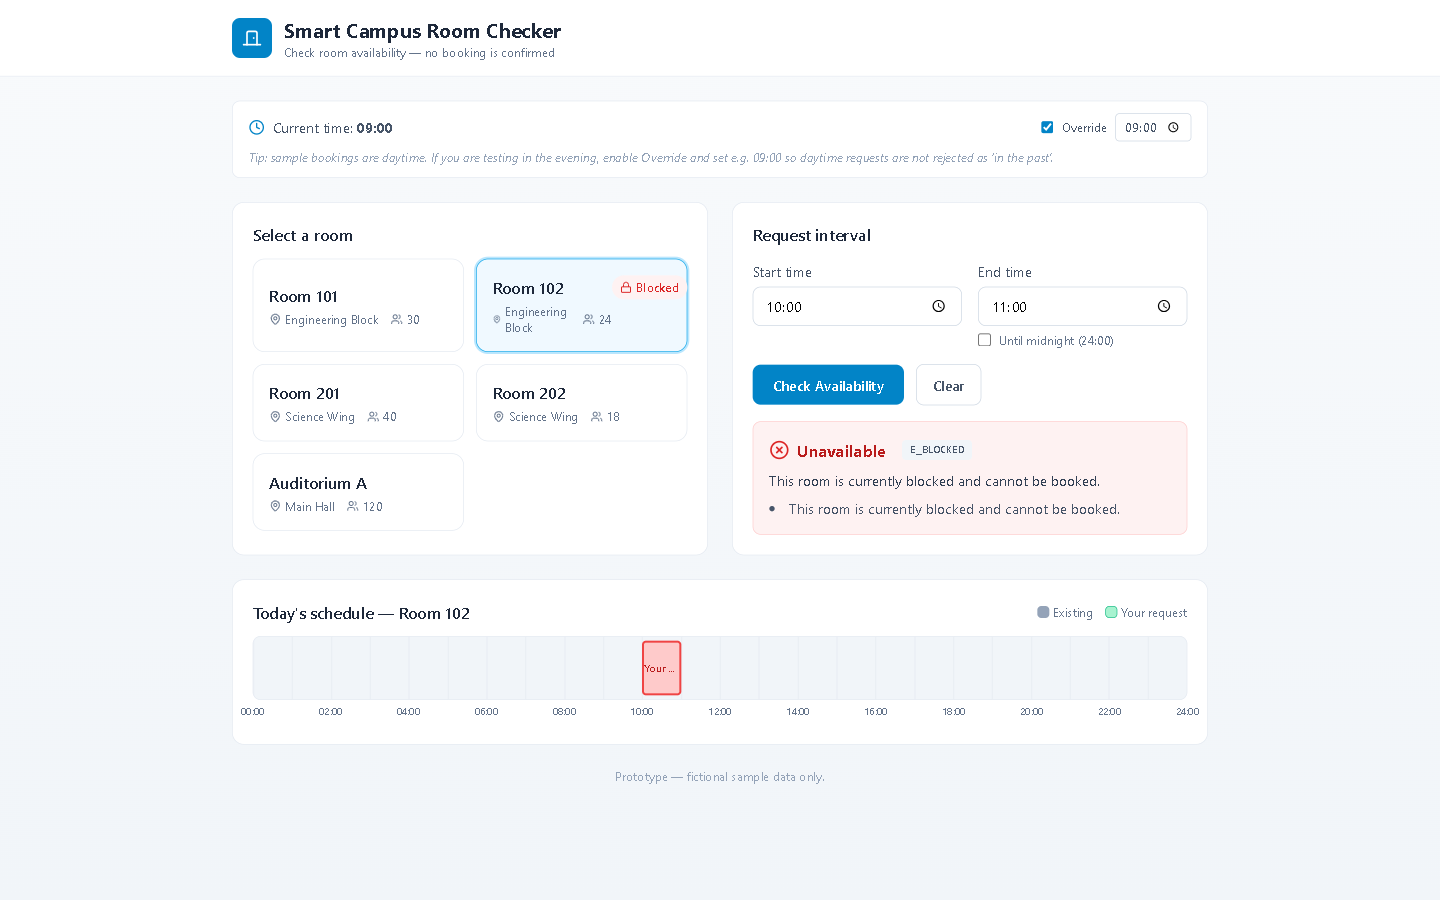 Smart Campus Room Checker
Check room availability — no booking is confirmed
Current time: 09:00
Override
09:00
Tip: sample bookings are daytime. If you are testing in the evening, enable Override and set e.g. 09:00 so daytime requests are not rejected as 'in the past'.
Select a room
Room 101
Engineering Block 30
Room 102
Blocked
Engineering
Block
24
Room 201
Science Wing 40
Room 202
Science Wing 18
Auditorium A
Main Hall 120
Request interval
Start time
End time
10:00
11:00
Until midnight (24:00)
Check Availability
Clear
Unavailable
E_BLOCKED
This room is currently blocked and cannot be booked.
• This room is currently blocked and cannot be booked.
Today's schedule — Room 102
Existing
Your request
Your ...
00:00 02:00 04:00 06:00 08:00 10:00 12:00 14:00 16:00 18:00 20:00 22:00 24:00
Prototype — fictional sample data only.